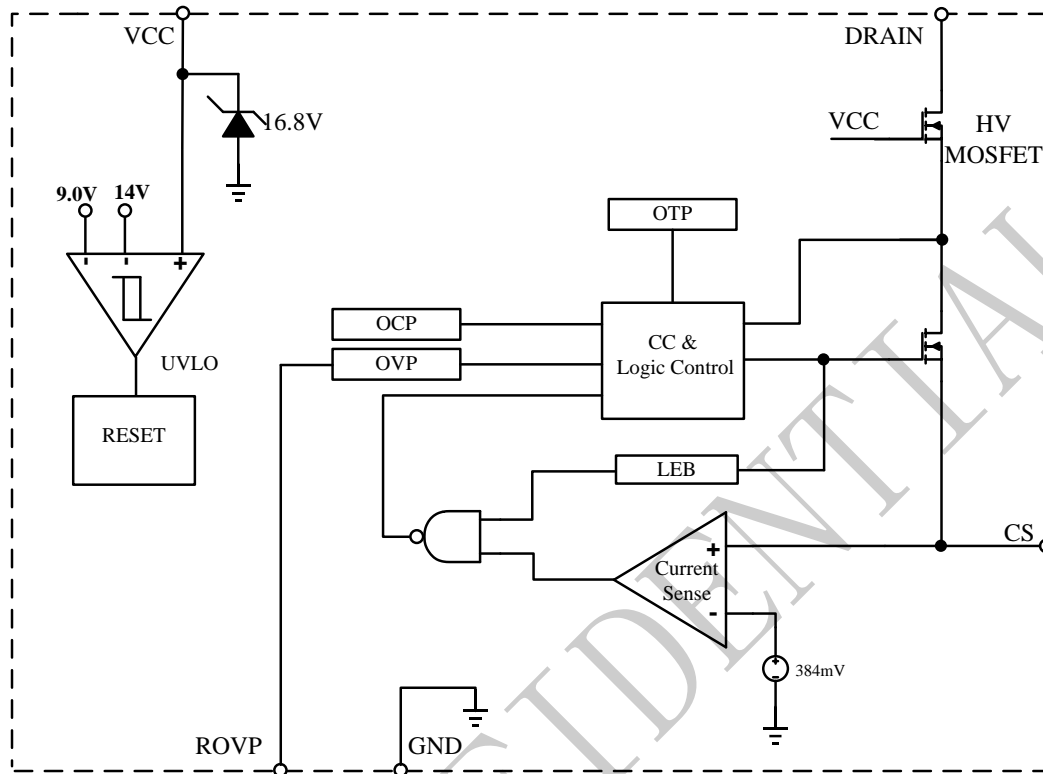 VCC
DRAIN
16.8V
VCC
HV
MOSFET
9.0V
14V
-
-
+
OTP
OCP
CC &
Logic Control
OVP
UVLO
RESET
LEB
CS
+
Current
Sense
-
+
-
384mV
ROVP
GND